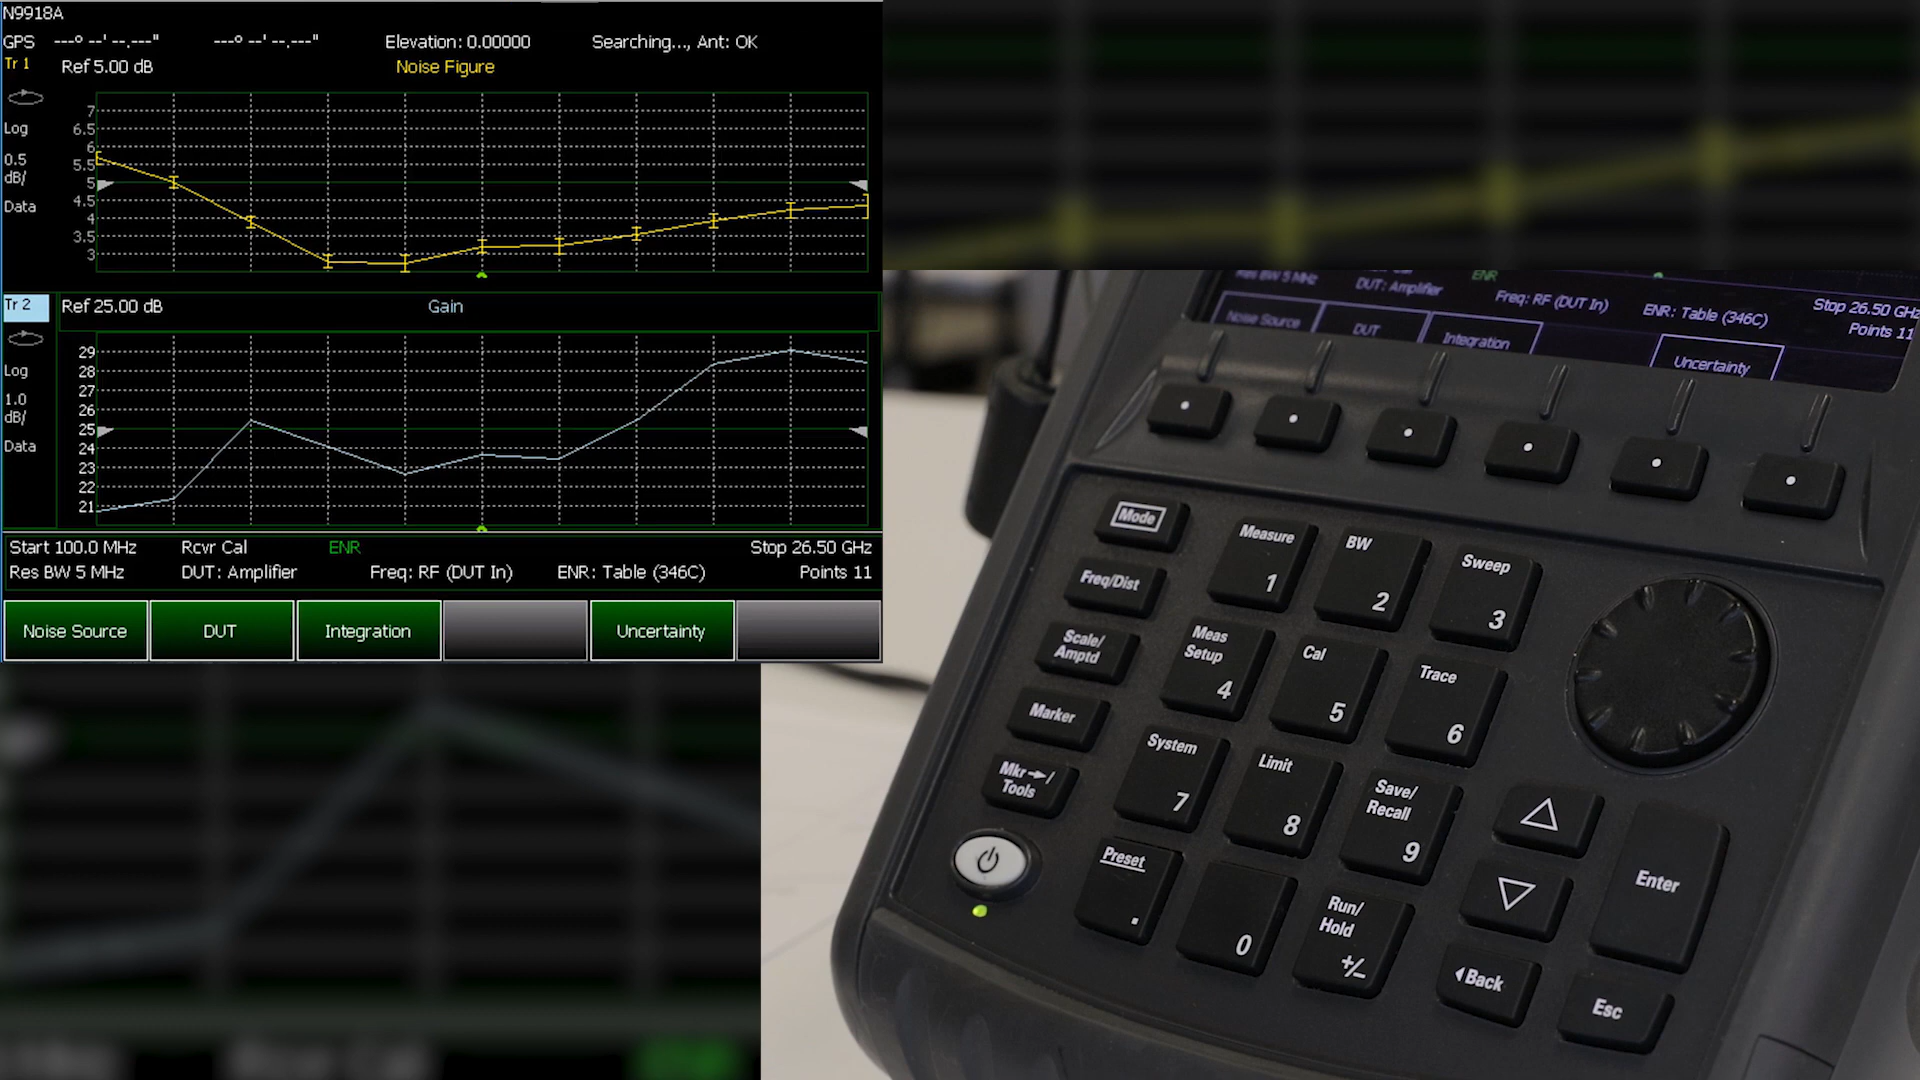 N9918A
GPS ---° --' --.---" ---° --' --.---" Elevation: 0.00000 Searching..., Ant: OK
Tr 1 Ref 5.00 dB Noise Figure
Log
0.5
dB/
Data
7
6.5
6
5.5
5
4.5
4
3.5
3
Tr 2 Ref 25.00 dB Gain
Log
1.0
dB/
Data
29
28
27
26
25
24
23
22
21
Start 100.0 MHz Rcvr Cal ENR Stop 26.50 GHz
Res BW 5 MHz DUT: Amplifier Freq: RF (DUT In) ENR: Table (346C) Points 11
Noise Source DUT Integration Uncertainty
Res BW 5 MHz DUT: Amplifier ENR Freq: RF (DUT In) ENR: Table (346C) Stop 26.50 GHz
Points 11
Noise Source DUT Integration Uncertainty
Mode
Measure 1
BW 2
Sweep 3
Freq/Dist
Scale/
Amptd
Meas
Setup 4
Cal 5
Trace 6
Marker
Mkr→/
Tools
System 7
Limit 8
Save/
Recall 9
Preset .
0
Run/
Hold +/-
Enter
Back
Esc
Rcvr Cal